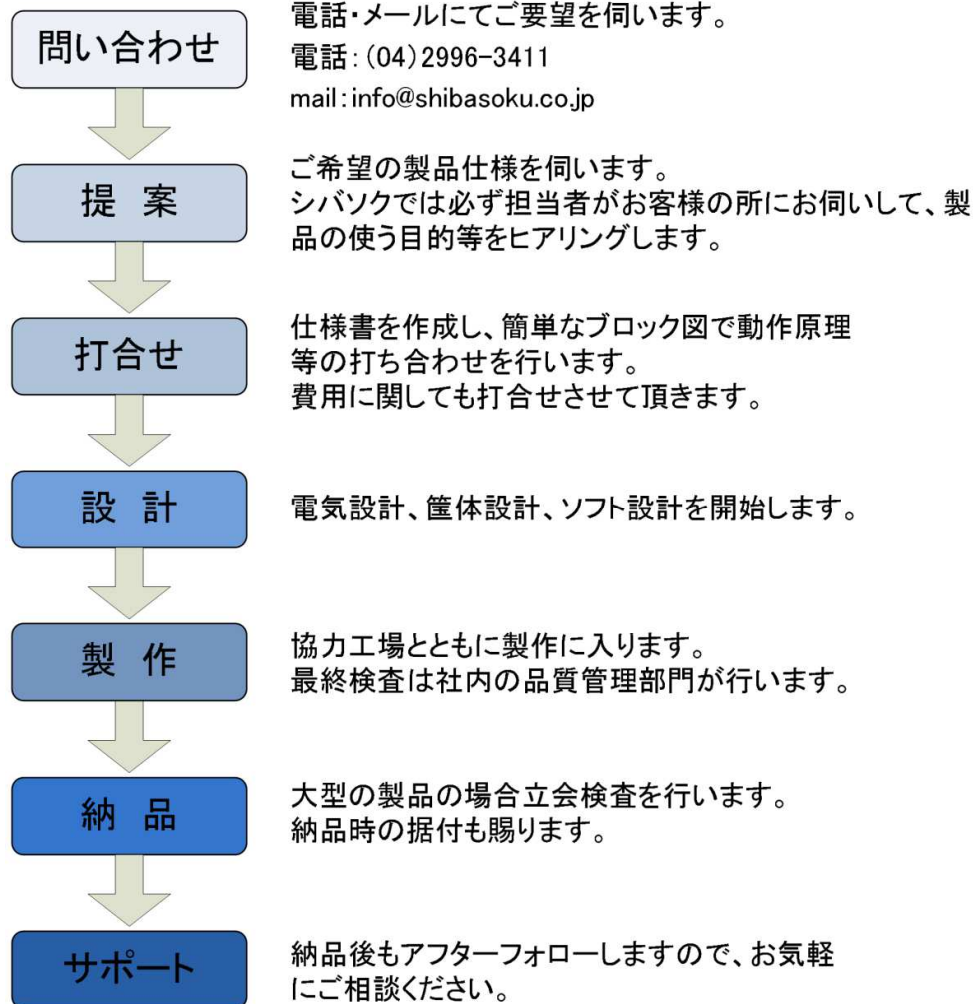 問い合わせ
電話・メールにてご要望を伺います。
電話:(04)2996-3411
mail:info@shibasoku.co.jp
提 案
ご希望の製品仕様を伺います。
シバソクでは必ず担当者がお客様の所にお伺いして、製
品の使う目的等をヒアリングします。
打合せ
仕様書を作成し、簡単なブロック図で動作原理
等の打ち合わせを行います。
費用に関しても打合せさせて頂きます。
設 計
電気設計、筐体設計、ソフト設計を開始します。
製 作
協力工場とともに製作に入ります。
最終検査は社内の品質管理部門が行います。
納 品
大型の製品の場合立会検査を行います。
納品時の据付も賜ります。
サポート
納品後もアフターフォローしますので、お気軽
にご相談ください。